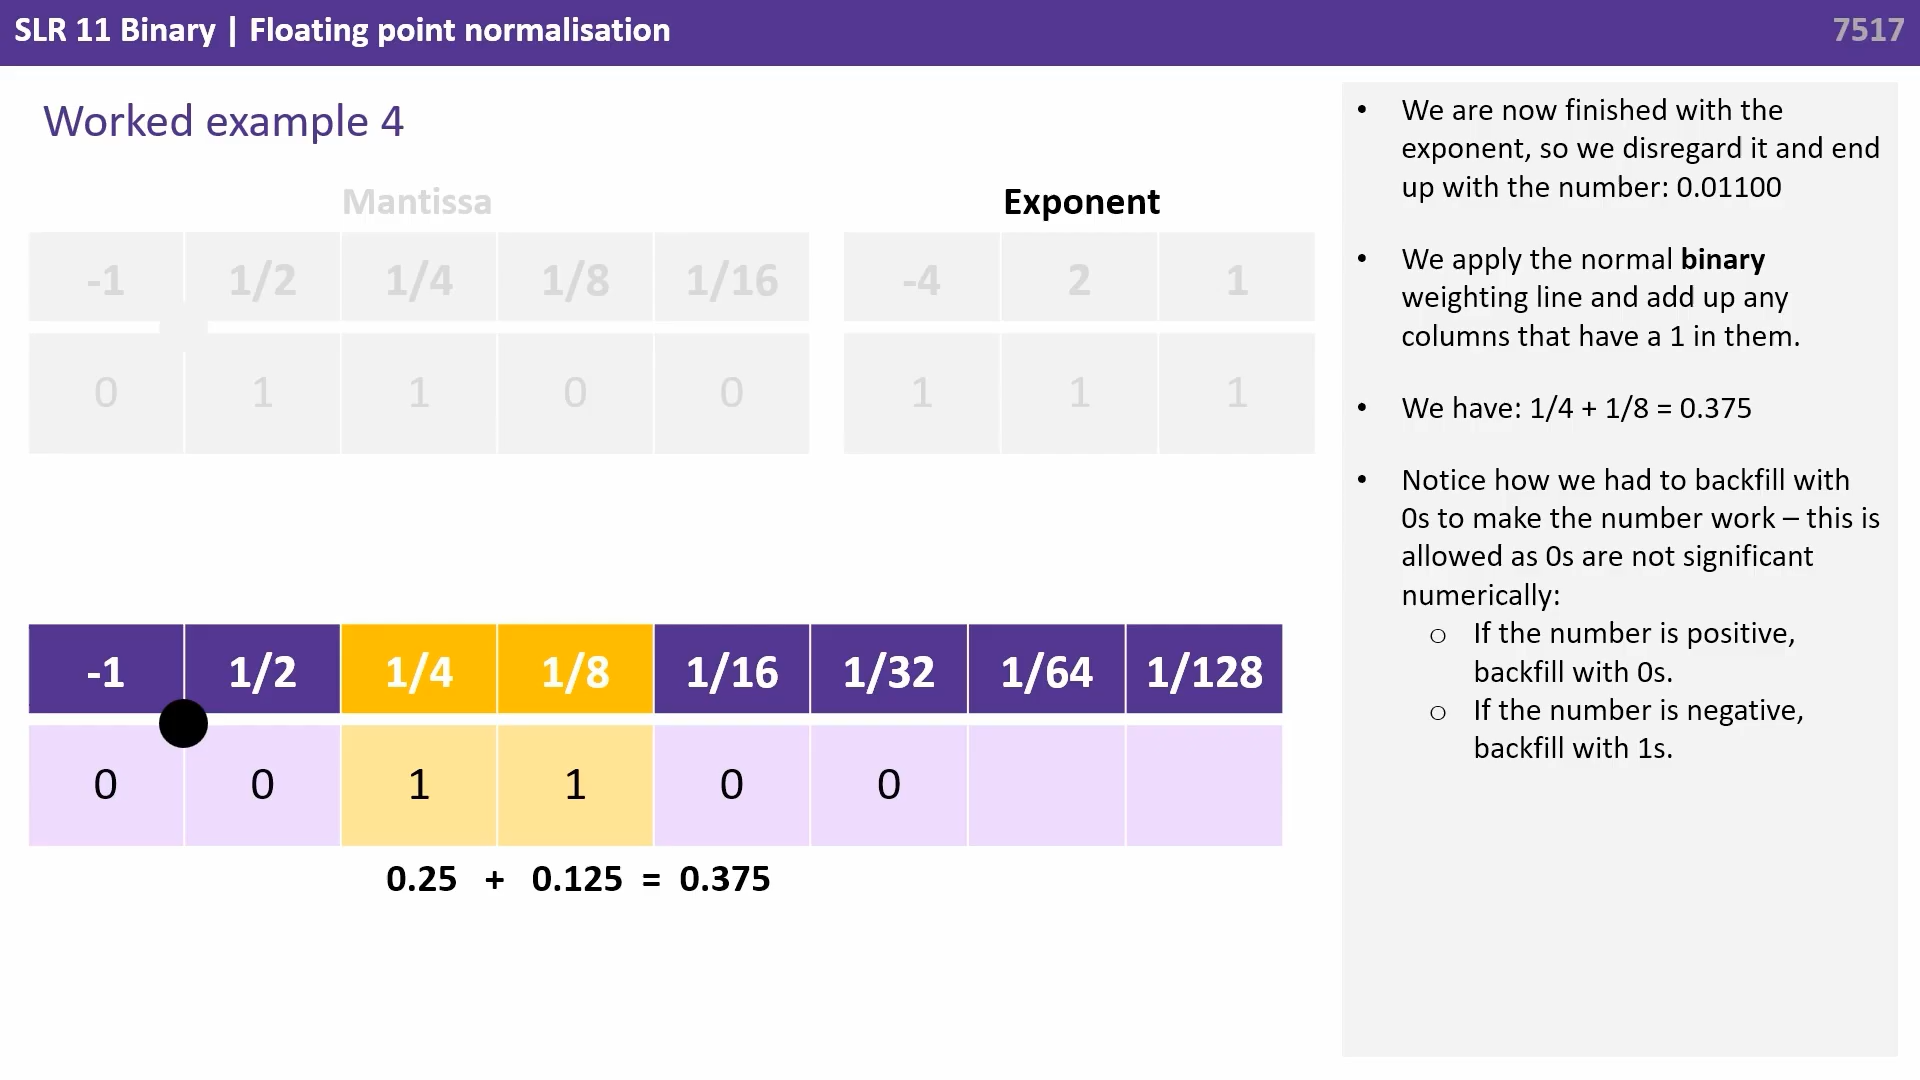 SLR 11 Binary | Floating point normalisation
7517
Worked example 4
Mantissa
-1 1/2 1/4 1/8 1/16
0 1 1 0 0
Exponent
-4 2 1
1 1 1
-1 1/2 1/4 1/8 1/16 1/32 1/64 1/128
0 0 1 1 0 0
0.25 + 0.125 = 0.375
• We are now finished with the
exponent, so we disregard it and end
up with the number: 0.01100
• We apply the normal binary
weighting line and add up any
columns that have a 1 in them.
• We have: 1/4 + 1/8 = 0.375
• Notice how we had to backfill with
0s to make the number work – this is
allowed as 0s are not significant
numerically:
o If the number is positive,
backfill with 0s.
o If the number is negative,
backfill with 1s.